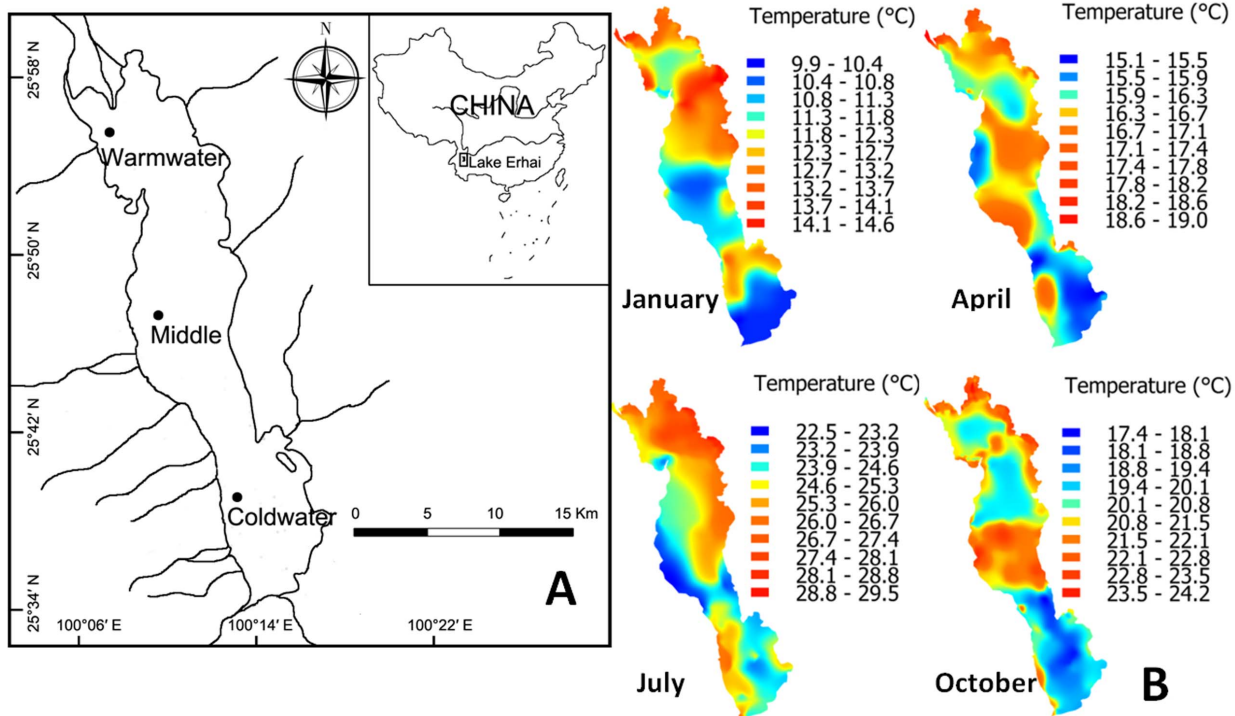 N
25°58' N
25°50' N
25°42' N
25°34' N
100°06' E
100°14' E
100°22' E
Warmwater
Middle
Coldwater
CHINA
Lake Erhai
0 5 10 15 Km
A
Temperature (°C)
9.9 - 10.4
10.4 - 10.8
10.8 - 11.3
11.3 - 11.8
11.8 - 12.3
12.3 - 12.7
12.7 - 13.2
13.2 - 13.7
13.7 - 14.1
14.1 - 14.6
January
Temperature (°C)
15.1 - 15.5
15.5 - 15.9
15.9 - 16.3
16.3 - 16.7
16.7 - 17.1
17.1 - 17.4
17.4 - 17.8
17.8 - 18.2
18.2 - 18.6
18.6 - 19.0
April
Temperature (°C)
22.5 - 23.2
23.2 - 23.9
23.9 - 24.6
24.6 - 25.3
25.3 - 26.0
26.0 - 26.7
26.7 - 27.4
27.4 - 28.1
28.1 - 28.8
28.8 - 29.5
July
Temperature (°C)
17.4 - 18.1
18.1 - 18.8
18.8 - 19.4
19.4 - 20.1
20.1 - 20.8
20.8 - 21.5
21.5 - 22.1
22.1 - 22.8
22.8 - 23.5
23.5 - 24.2
October
B